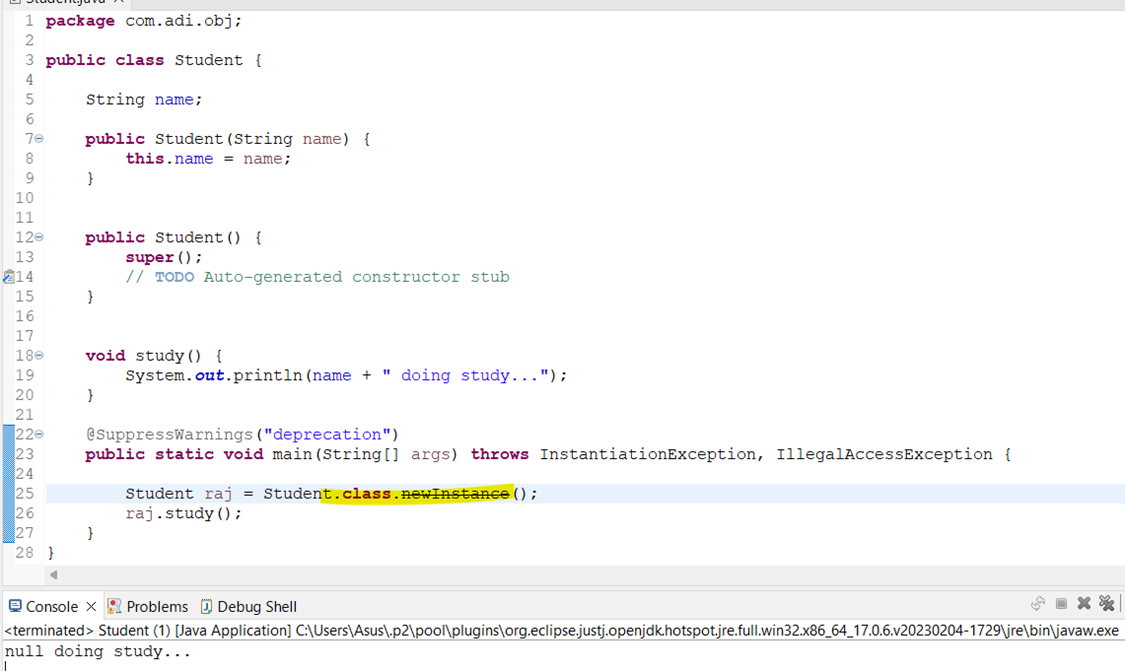 Student.java
1 package com.adi.obj;
2
3 public class Student {
4
5     String name;
6
7     public Student(String name) {
8         this.name = name;
9     }
10
11
12     public Student() {
13         super();
14         // TODO Auto-generated constructor stub
15     }
16
17
18     void study() {
19         System.out.println(name + " doing study...");
20     }
21
22     @SuppressWarnings("deprecation")
23     public static void main(String[] args) throws InstantiationException, IllegalAccessException {
24
25         Student raj = Student.class.newInstance();
26         raj.study();
27     }
28 }
Console Problems Debug Shell
<terminated> Student (1) [Java Application] C:\Users\Asus\.p2\pool\plugins\org.eclipse.justj.openjdk.hotspot.jre.full.win32.x86_64_17.0.6.v20230204-1729\jre\bin\javaw.exe
null doing study...